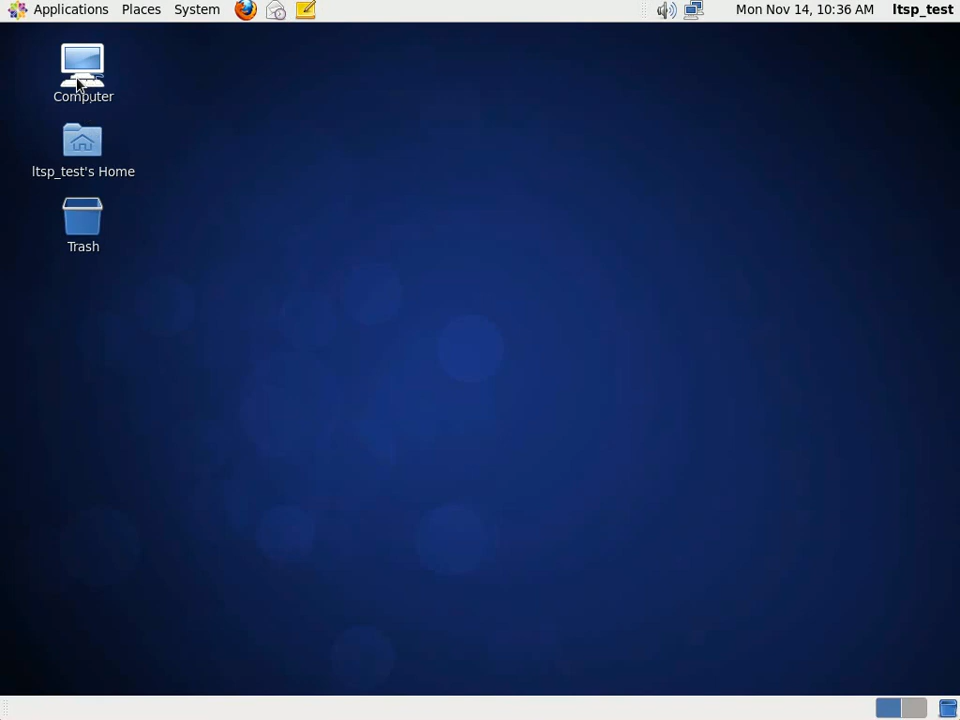 Applications Places System Mon Nov 14, 10:36 AM ltsp_test
Computer
ltsp_test's Home
Trash